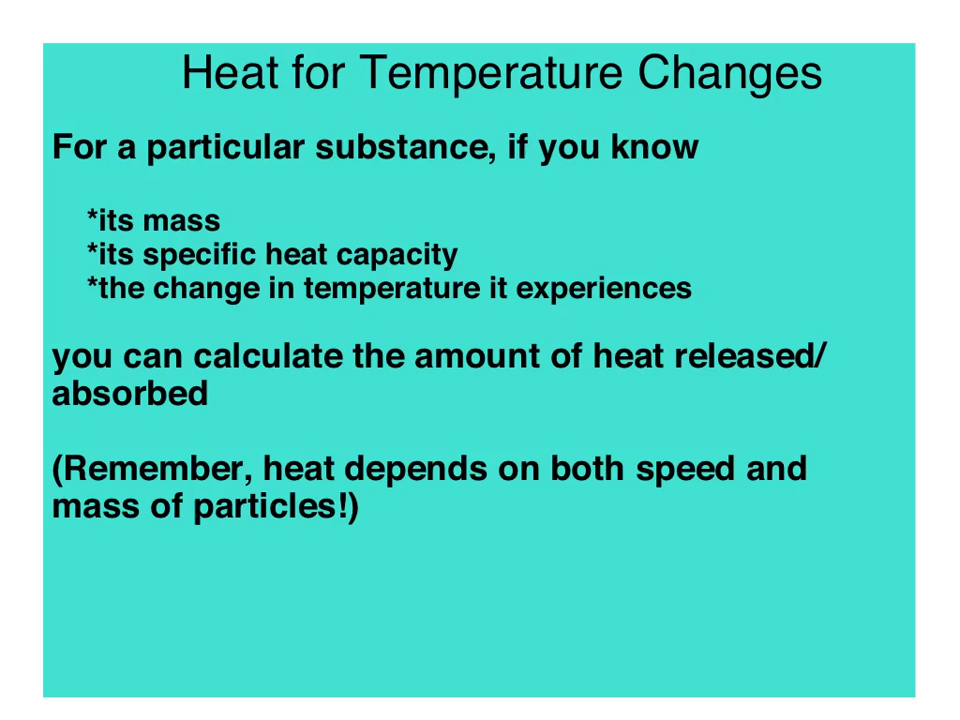 Heat for Temperature Changes
For a particular substance, if you know
*its mass
*its specific heat capacity
*the change in temperature it experiences
you can calculate the amount of heat released/
absorbed
(Remember, heat depends on both speed and
mass of particles!)